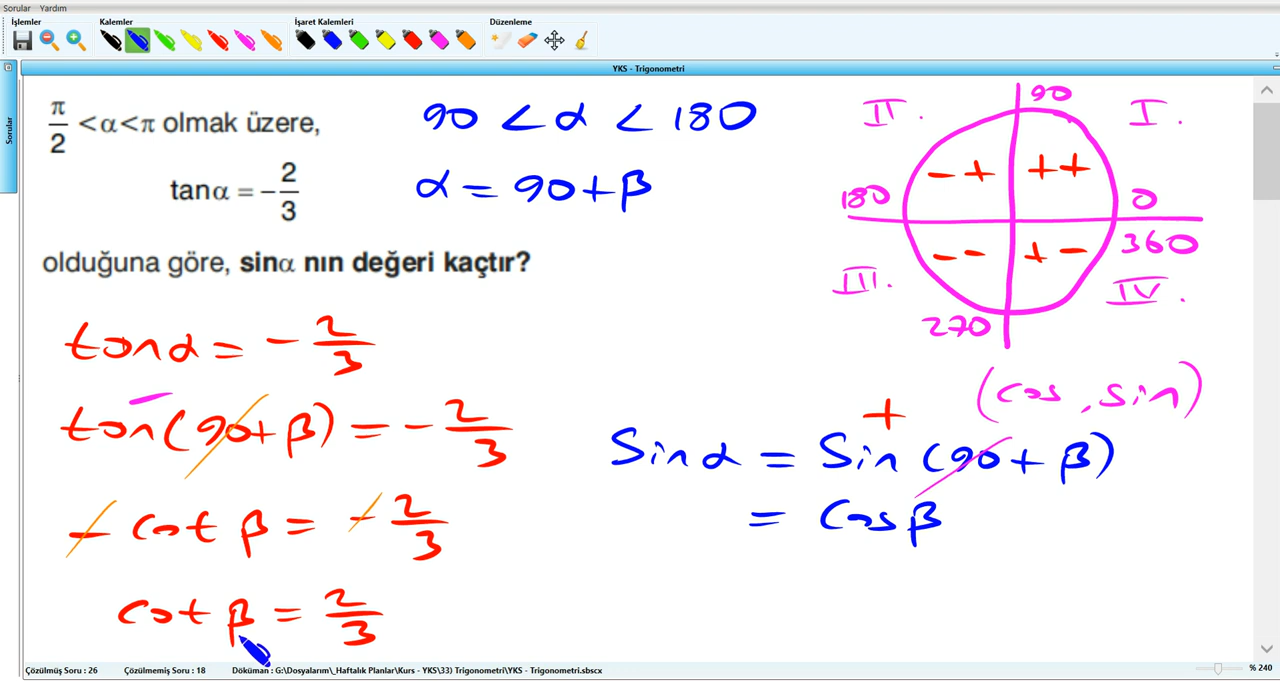 Sorular Yardım
İşlemler Kalemler İşaret Kalemleri Düzenleme
YKS - Trigonometri
Sorular
π/2 < α < π olmak üzere,
tanα = -2/3
olduğuna göre, sinα nın değeri kaçtır?
90 < α < 180
α = 90 + β
II. 90 I.
- + + +
180 0
- - + - 360
III. IV.
270
(cos, sin)
tanα = -2/3
tan(90+β) = -2/3
- cot β = -2/3
cot β = 2/3
+
Sinα = Sin(90+β)
= Cosβ
Çözülmüş Soru : 26 Çözülmemiş Soru : 18 Döküman : G:\Dosyalarım\_Haftalık Planlar\Kurs - YKS\33) Trigonometri\YKS - Trigonometri.sbscx % 240